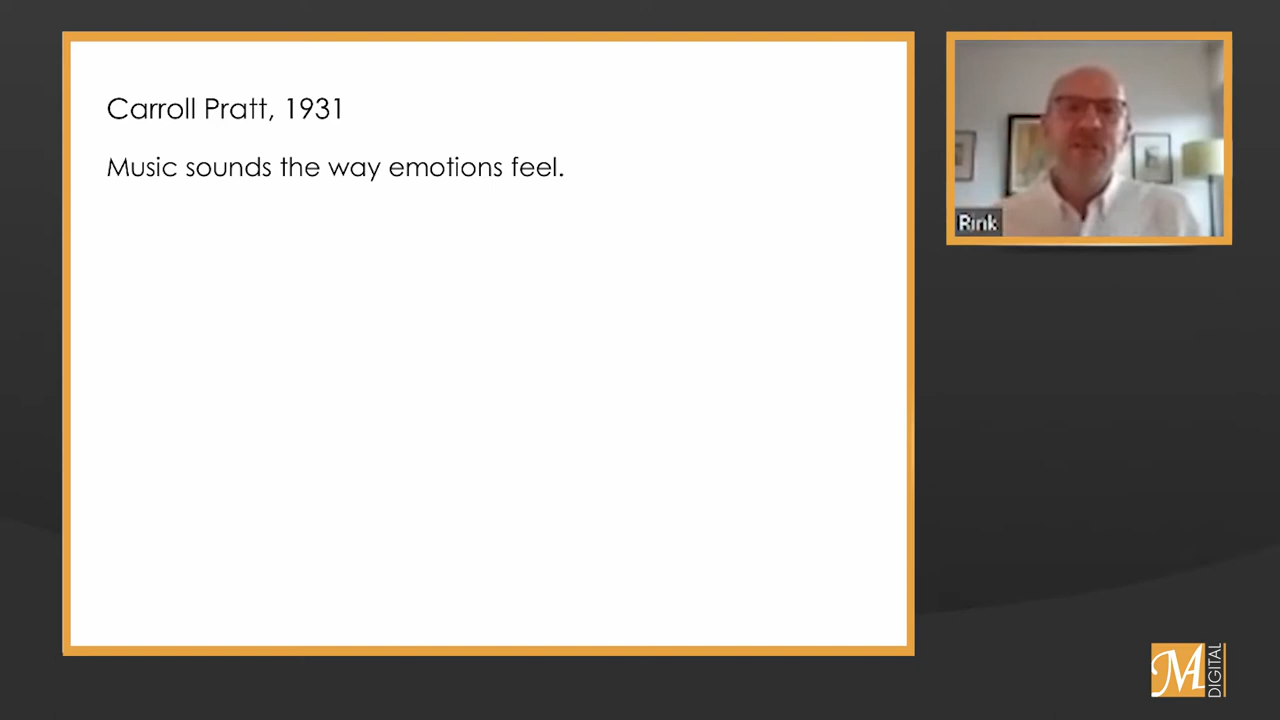 Carroll Pratt, 1931
Music sounds the way emotions feel.
Rink
M
DIGITAL